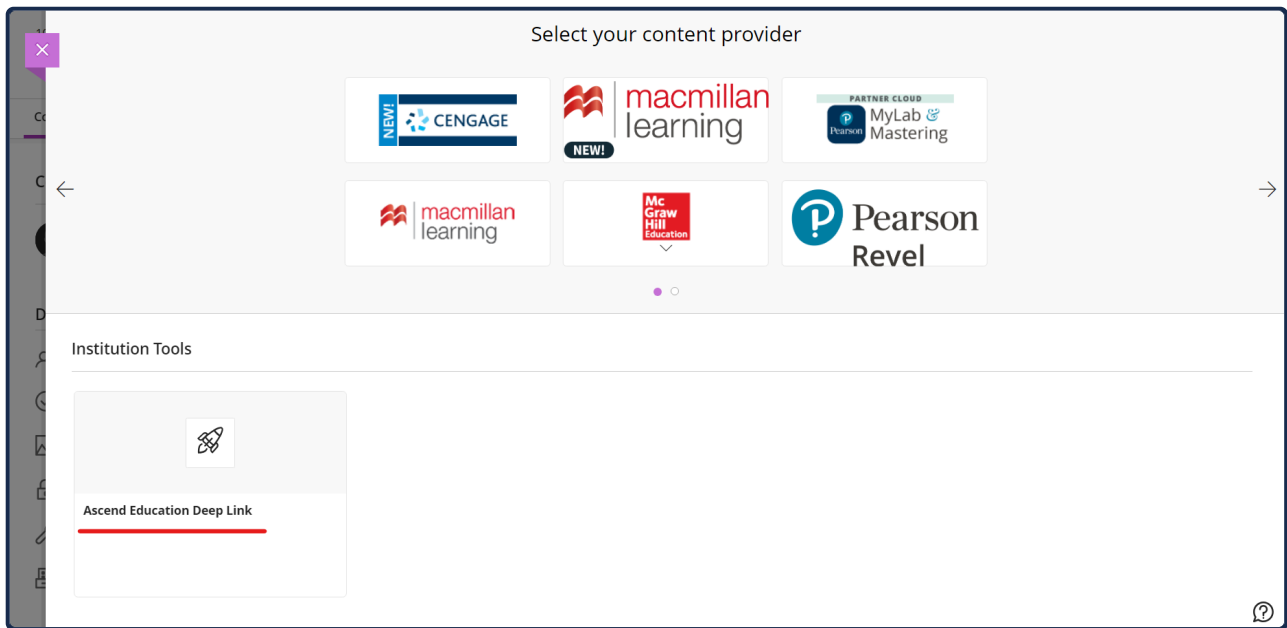 Select your content provider
NEW!
CENGAGE
macmillan
learning
NEW!
PARTNER CLOUD
Pearson
MyLab &
Mastering
macmillan
learning
Mc
Graw
Hill
Education
Pearson
Revel
Institution Tools
Ascend Education Deep Link